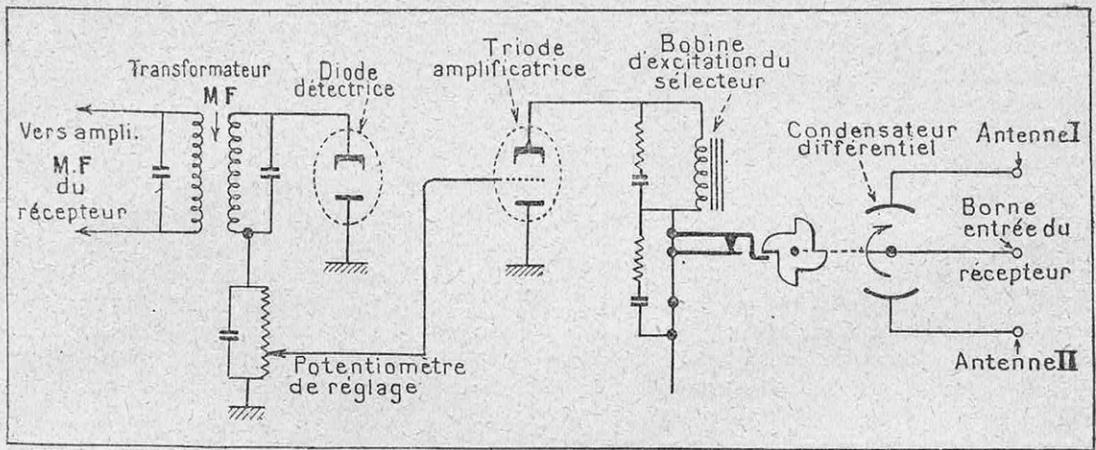 Transformateur
MF
Vers ampli.
M.F
du
récepteur
Diode
détectrice
Triode
amplificatrice
Bobine
d'excitation du
sélecteur
Condensateur
différentiel
Antenne I
Borne
entrée du
récepteur
Antenne II
Potentiomètre
de réglage